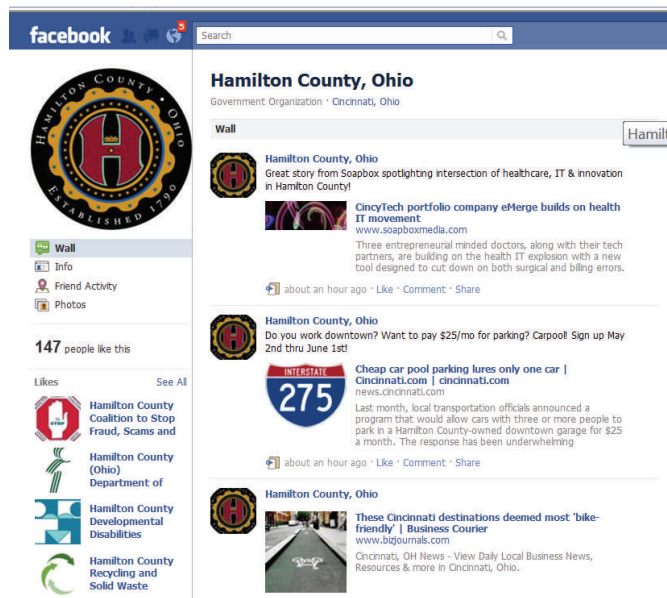 facebook
5
Search
HAMILTON COUNTY • OHIO
H
ESTABLISHED 1790
Wall
Info
Friend Activity
Photos
147 people like this
Likes See All
STOP
Hamilton County
Coalition to Stop
Fraud, Scams and
Hamilton County
(Ohio)
Department of
Hamilton County
Developmental
Disabilities
Hamilton County
Recycling and
Solid Waste
Hamilton County, Ohio
Government Organization · Cincinnati, Ohio
Wall
Hamilt
Hamilton County, Ohio
Great story from Soapbox spotlighting intersection of healthcare, IT & innovation
in Hamilton County!
CincyTech portfolio company eMerge builds on health
IT movement
www.soapboxmedia.com
Three entrepreneurial minded doctors, along with their tech
partners, are building on the health IT explosion with a new
tool designed to cut down on both surgical and billing errors.
about an hour ago · Like · Comment · Share
Hamilton County, Ohio
Do you work downtown? Want to pay $25/mo for parking? Carpool! Sign up May
2nd thru June 1st!
INTERSTATE
275
Cheap car pool parking lures only one car |
Cincinnati.com | cincinnati.com
news.cincinnati.com
Last month, local transportation officials announced a
program that would allow cars with three or more people to
park in a Hamilton County-owned downtown garage for $25
a month. The response has been underwhelming
about an hour ago · Like · Comment · Share
Hamilton County, Ohio
These Cincinnati destinations deemed most 'bike-
friendly' | Business Courier
www.bizjournals.com
Cincinnati, OH News - View Daily Local Business News,
Resources & more in Cincinnati, Ohio.